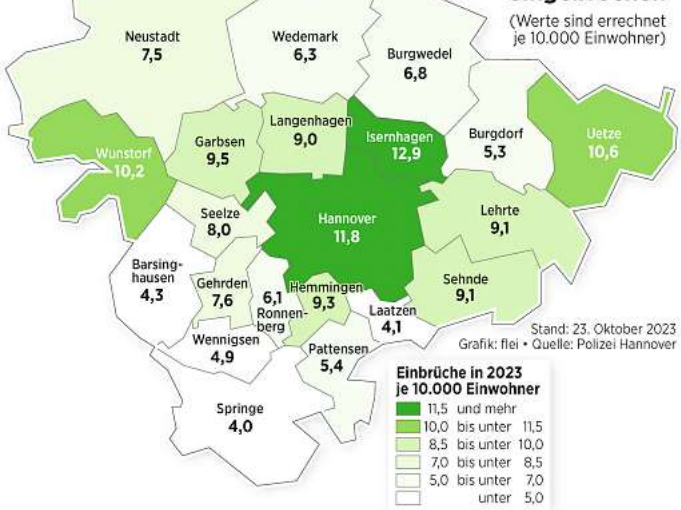 (Werte sind errechnet
je 10.000 Einwohner)
Neustadt
7,5
Wedemark
6,3
Burgwedel
6,8
Langenhagen
9,0
Isernhagen
12,9
Burgdorf
5,3
Uetze
10,6
Garbsen
9,5
Wunstorf
10,2
Seelze
8,0
Hannover
11,8
Lehrte
9,1
Barsing-
hausen
4,3
Gehrden
7,6
6,1
Ronnen-
berg
Hemmingen
9,3
Sehnde
9,1
Laatzen
4,1
Wennigsen
4,9
Pattensen
5,4
Springe
4,0
Stand: 23. Oktober 2023
Grafik: flei • Quelle: Polizei Hannover
Einbrüche in 2023
je 10.000 Einwohner
11,5 und mehr
10,0 bis unter 11,5
8,5 bis unter 10,0
7,0 bis unter 8,5
5,0 bis unter 7,0
unter 5,0